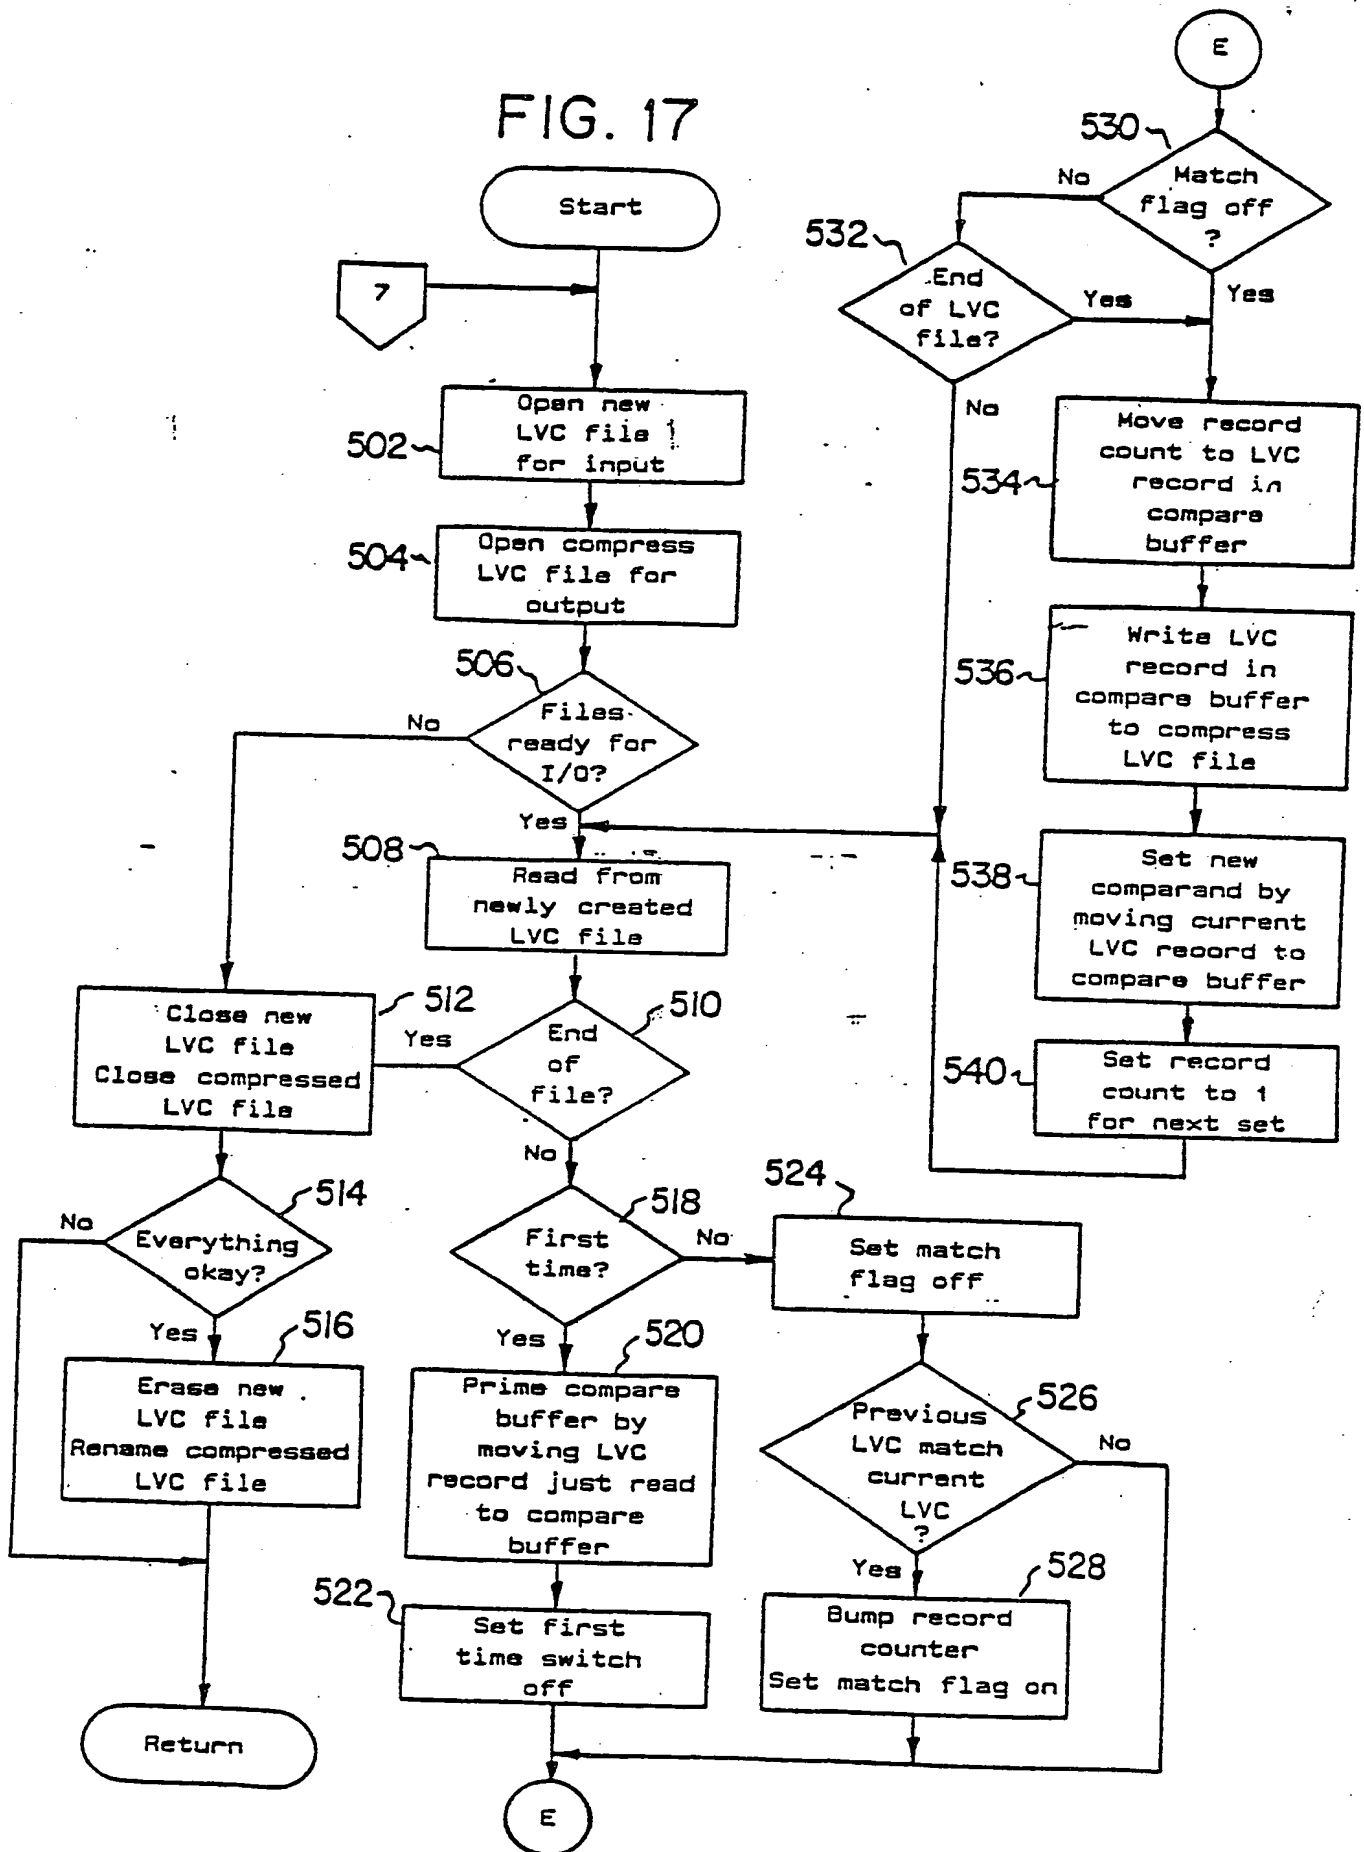 FIG. 17
Start
7
502
Open new
LVC file
for input
504
Open compress
LVC file for
output
506
Files
ready for
I/O?
No
Yes
508
Read from
newly created
LVC file
510
End
of
file?
Yes
No
512
Close new
LVC file
Close compressed
LVC file
514
Everything
okay?
No
Yes
516
Erase new
LVC file
Rename compressed
LVC file
Return
518
First
time?
No
Yes
520
Prime compare
buffer by
moving LVC
record just read
to compare
buffer
522
Set first
time switch
off
E
524
Set match
flag off
526
Previous
LVC match
current
LVC
?
No
Yes
528
Bump record
counter
Set match flag on
E
530
Match
flag off
?
No
Yes
532
End
of LVC
file?
Yes
No
534
Move record
count to LVC
record in
compare
buffer
536
Write LVC
record in
compare buffer
to compress
LVC file
538
Set new
comparand by
moving current
LVC record to
compare buffer
540
Set record
count to 1
for next set